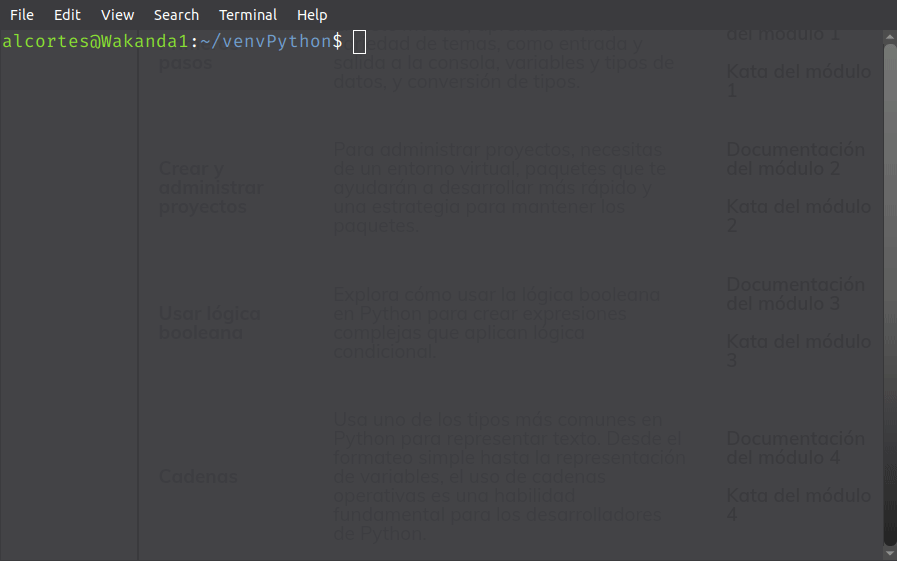 File Edit View Search Terminal Help
alcortes@Wakanda1:~/venvPython$
de temas, como entrada y
del módulo 1
pasos
salida a la consola, variables y tipos de
datos, y conversión de tipos.
Kata del módulo
1
Crear y
administrar
proyectos
Para administrar proyectos, necesitas
de un entorno virtual, paquetes que te
ayudarán a desarrollar más rápido y
una estrategia para mantener los
paquetes.
Documentación
del módulo 2
Kata del módulo
2
Usar lógica
booleana
Explora cómo usar la lógica booleana
en Python para crear expresiones
complejas que aplican lógica
condicional
Documentación
del módulo 3
Kata del módulo
3
Cadenas
Usa uno de los tipos más comunes en
Python para representar texto. Desde el
formateo simple hasta la representación
de variables, el uso de cadenas
operativas es una habilidad
fundamental para los desarrolladores
de Python
Documentación
del módulo 4
Kata del módulo
4